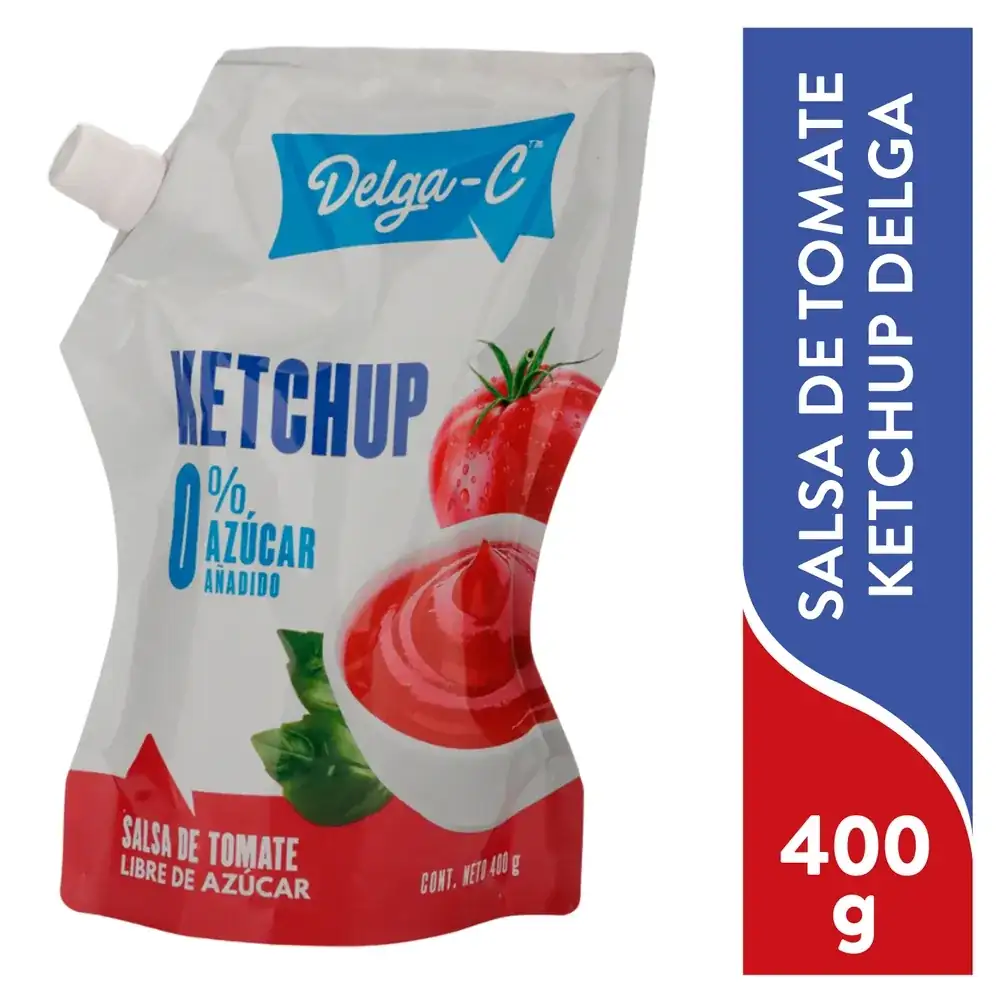 Delga-C™
KETCHUP
0%
AZÚCAR
AÑADIDO
SALSA DE TOMATE
LIBRE DE AZÚCAR
CONT. NETO 400 g
SALSA DE TOMATE
KETCHUP DELGA
400
g